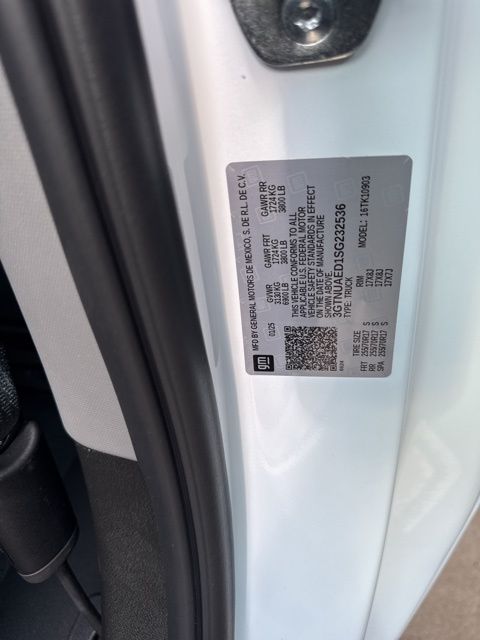 MFD BY GENERAL MOTORS DE MEXICO, S. DE R.L. DE C.V.
01/25 GVWR GAWR FRT GAWR RR
3130 KG 1724 KG 1724 KG
6900 LB 3800 LB 3800 LB
THIS VEHICLE CONFORMS TO ALL
APPLICABLE U.S. FEDERAL MOTOR
VEHICLE SAFETY STANDARDS IN EFFECT
ON THE DATE OF MANUFACTURE
SHOWN ABOVE.
3GTNUAED1SG232536
TYPE: TRUCK MODEL: 16TK10903
TIRE SIZE RIM
FRT 255/70R17 S 17X8J
RR 255/70R17 S 17X8J
SPA 255/70R17 S 17X7J
gm